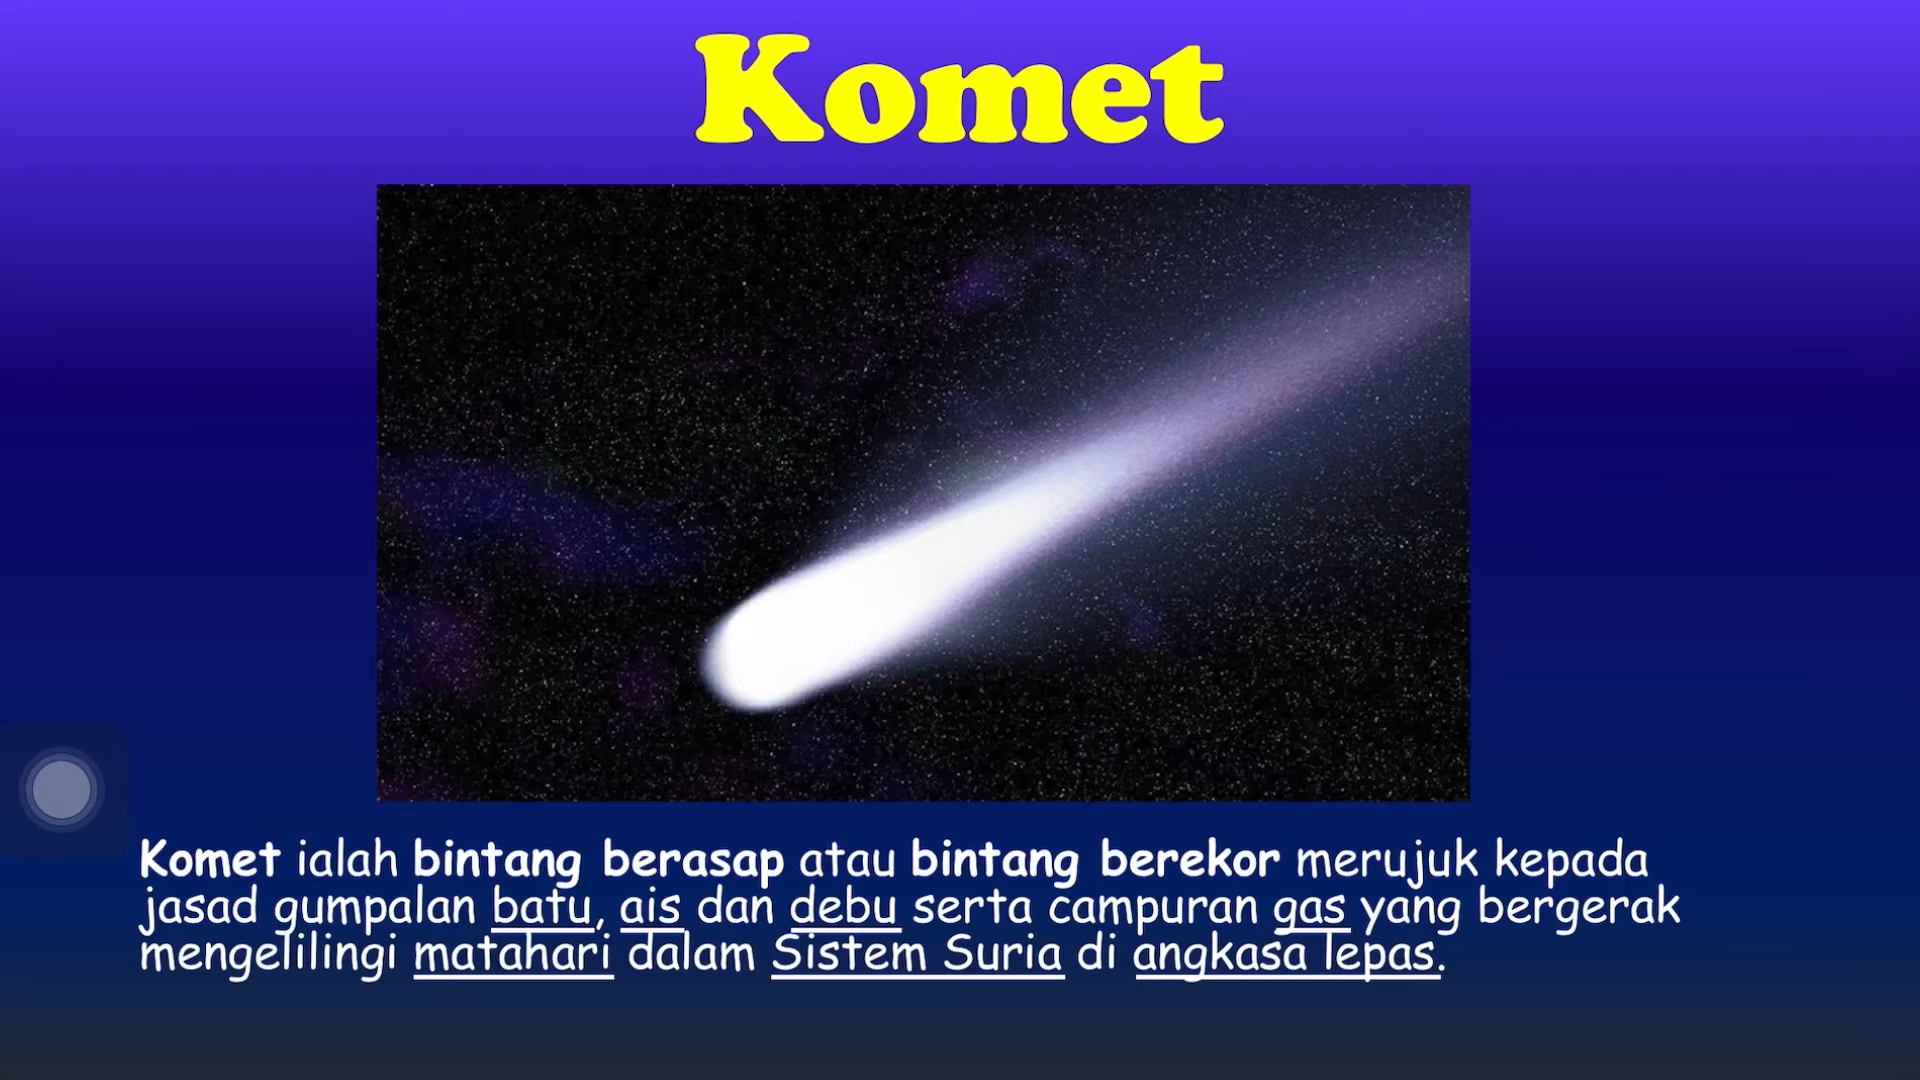 Komet
Komet ialah bintang berasap atau bintang berekor merujuk kepada
jasad gumpalan batu, ais dan debu serta campuran gas yang bergerak
mengelilingi matahari dalam Sistem Suria di angkasa lepas.